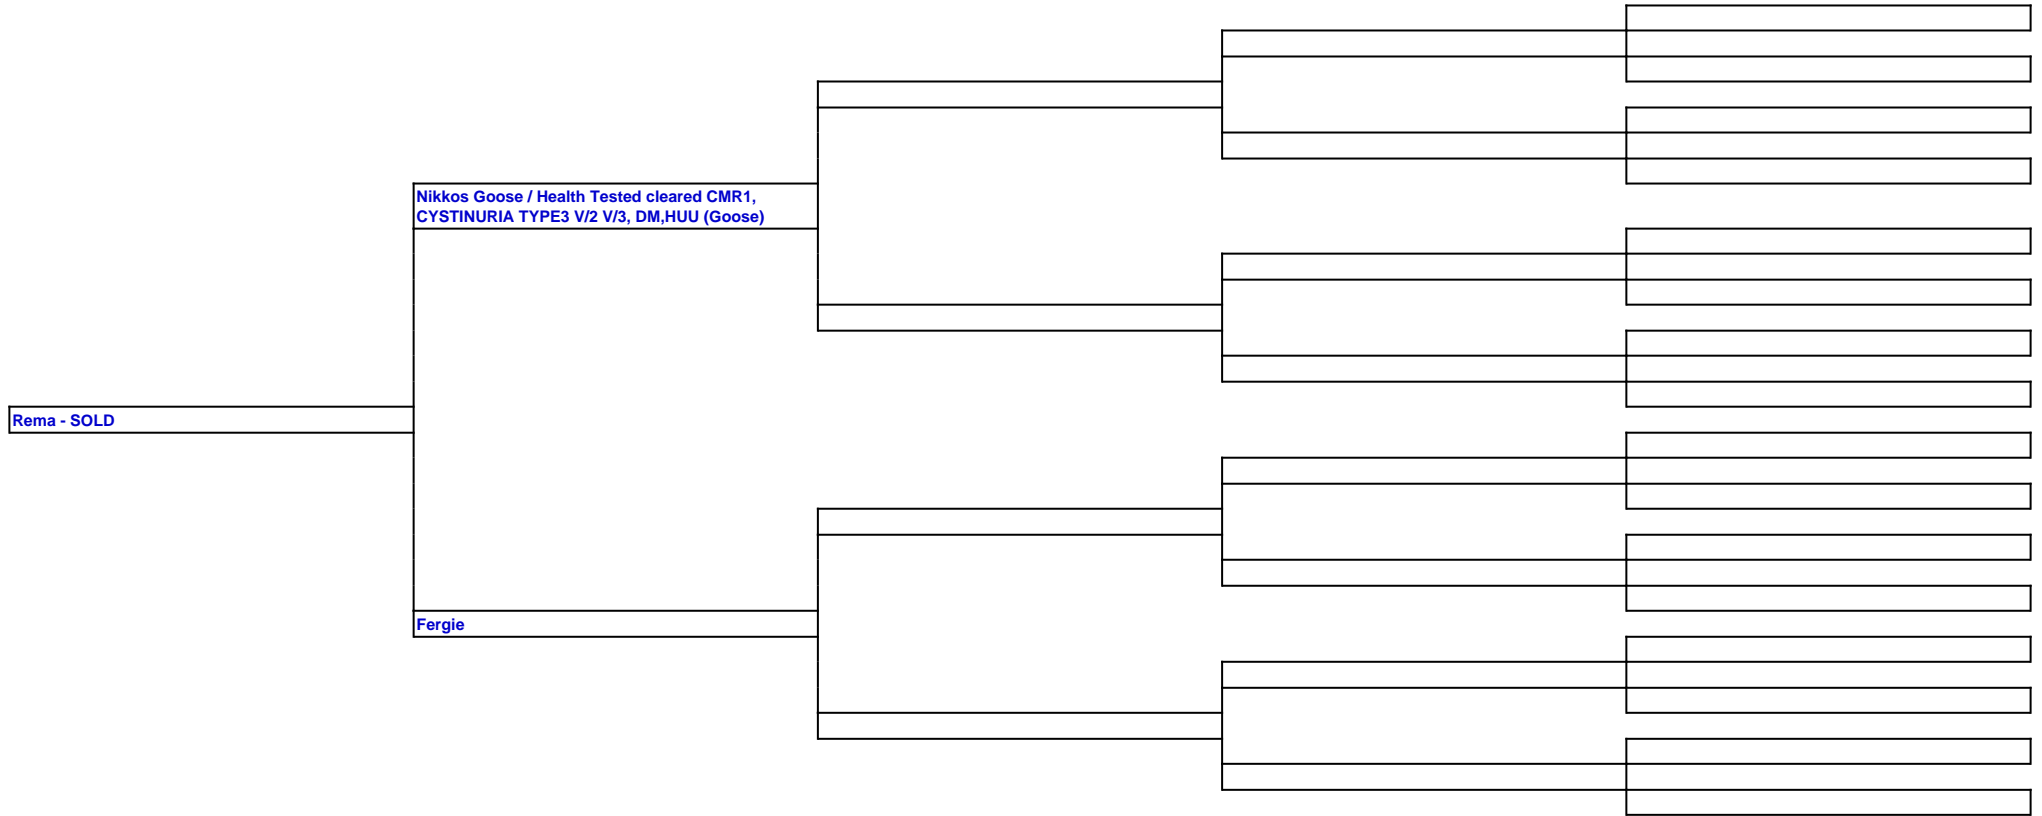 Nikkos Goose / Health Tested cleared CMR1,
CYSTINURIA TYPE3 V/2 V/3, DM,HUU (Goose)
Rema - SOLD
Fergie